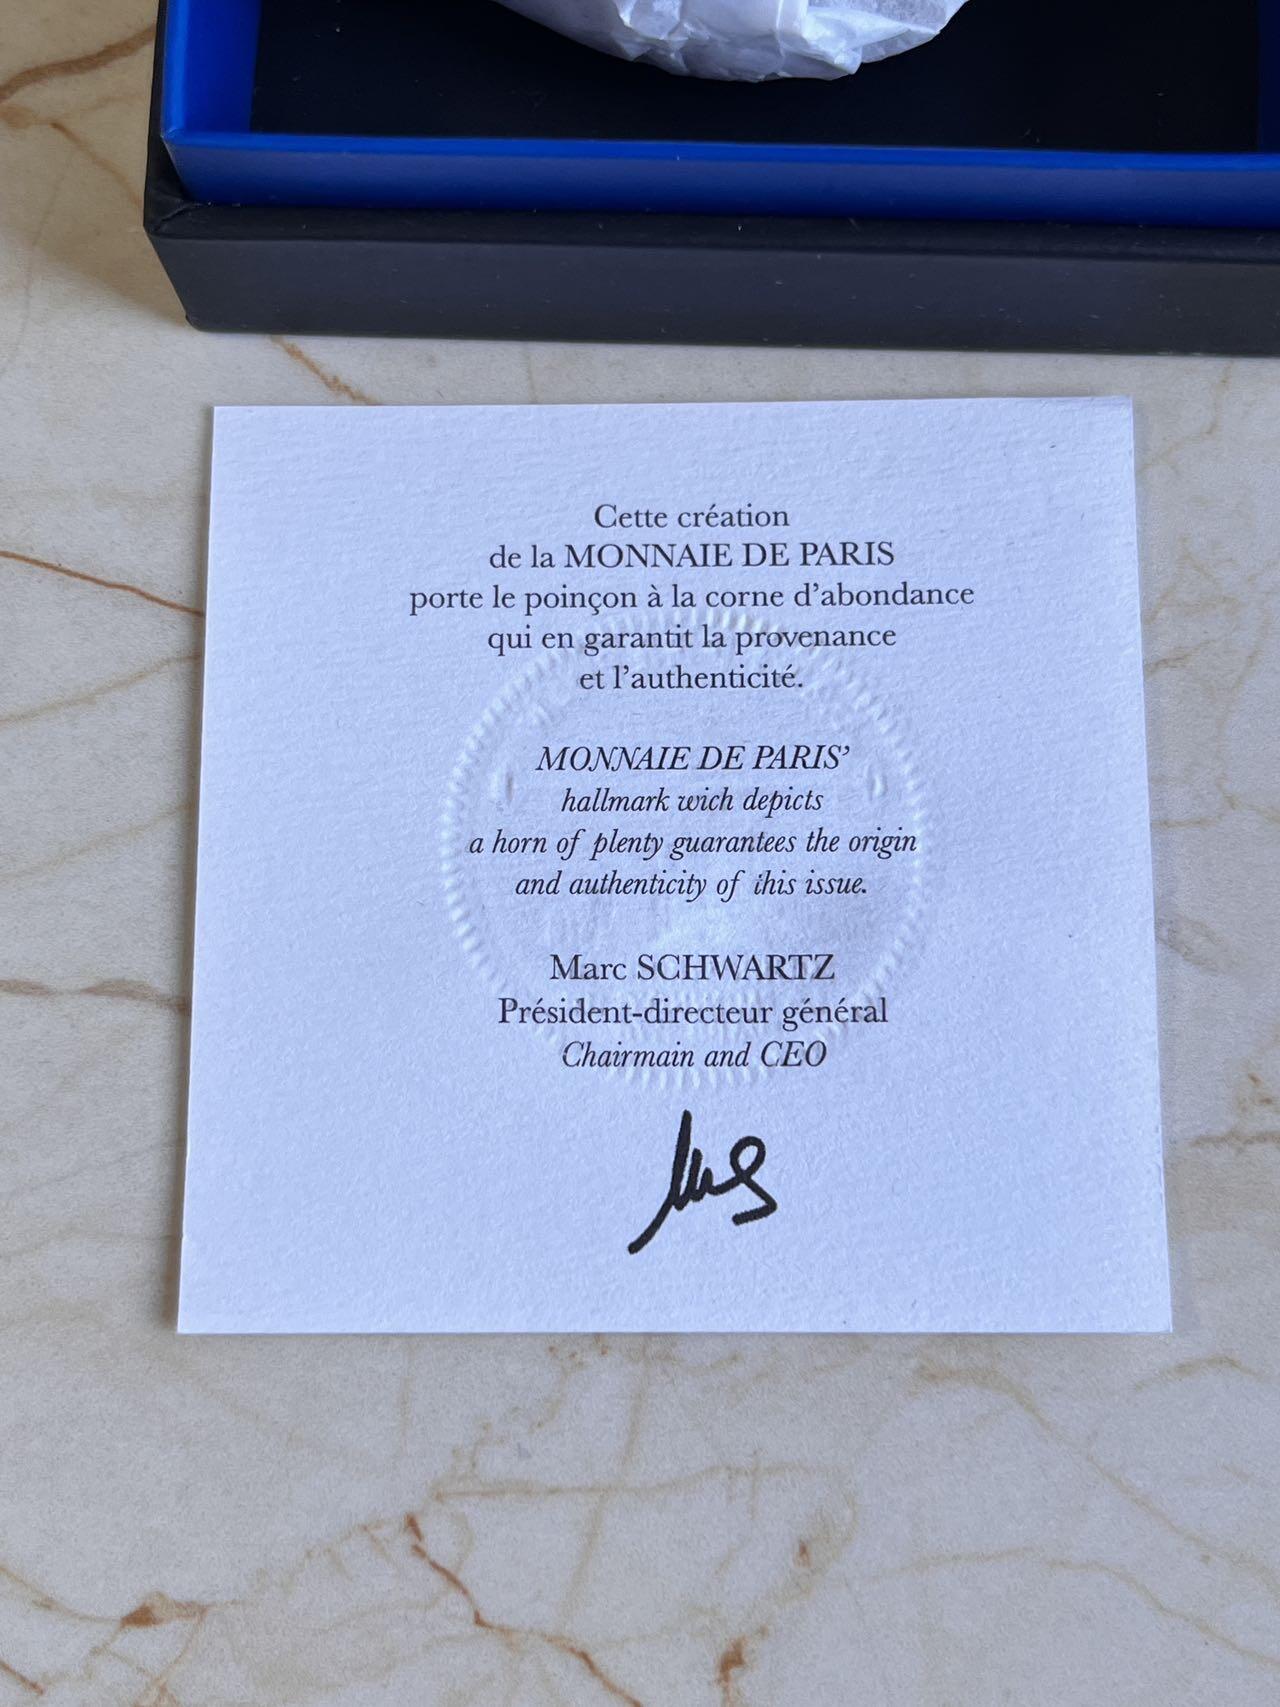 Cette création
de la MONNAIE DE PARIS
porte le poinçon à la corne d’abondance
qui en garantit la provenance
et l’authenticité.
MONNAIE DE PARIS’
hallmark wich depicts
a horn of plenty guarantees the origin
and authenticity of this issue.
Marc SCHWARTZ
Président-directeur général
Chairmain and CEO